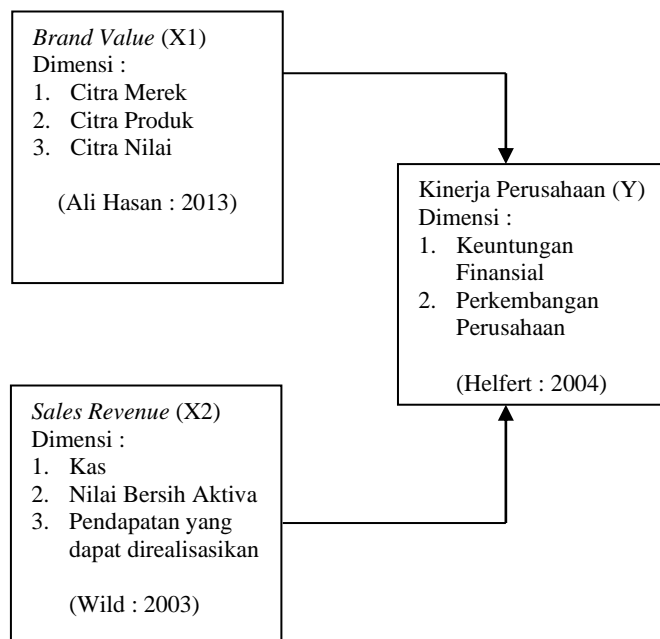 Brand Value (X1)
Dimensi :
1. Citra Merek
2. Citra Produk
3. Citra Nilai
(Ali Hasan : 2013)
Kinerja Perusahaan (Y)
Dimensi :
1. Keuntungan
Finansial
2. Perkembangan
Perusahaan
(Helfert : 2004)
Sales Revenue (X2)
Dimensi :
1. Kas
2. Nilai Bersih Aktiva
3. Pendapatan yang
dapat direalisasikan
(Wild : 2003)